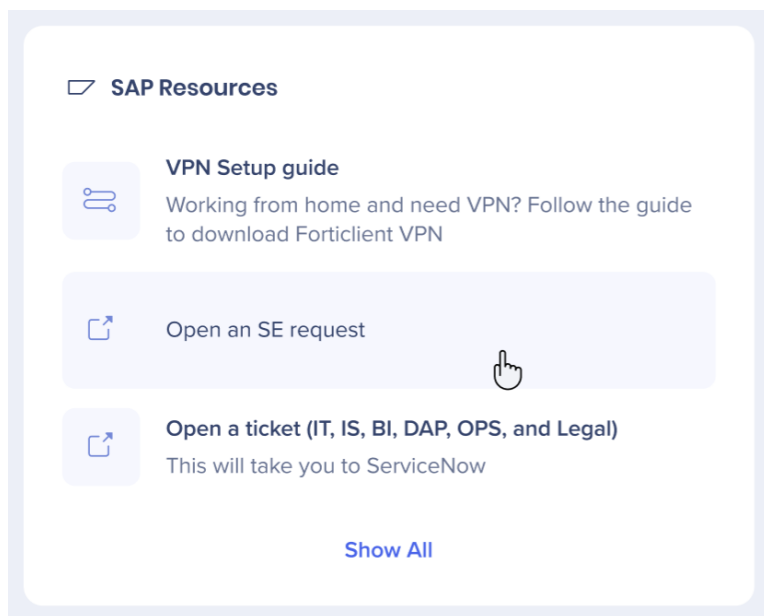 SAP Resources
VPN Setup guide
Working from home and need VPN? Follow the guide
to download Forticlient VPN
Open an SE request
Open a ticket (IT, IS, BI, DAP, OPS, and Legal)
This will take you to ServiceNow
Show All